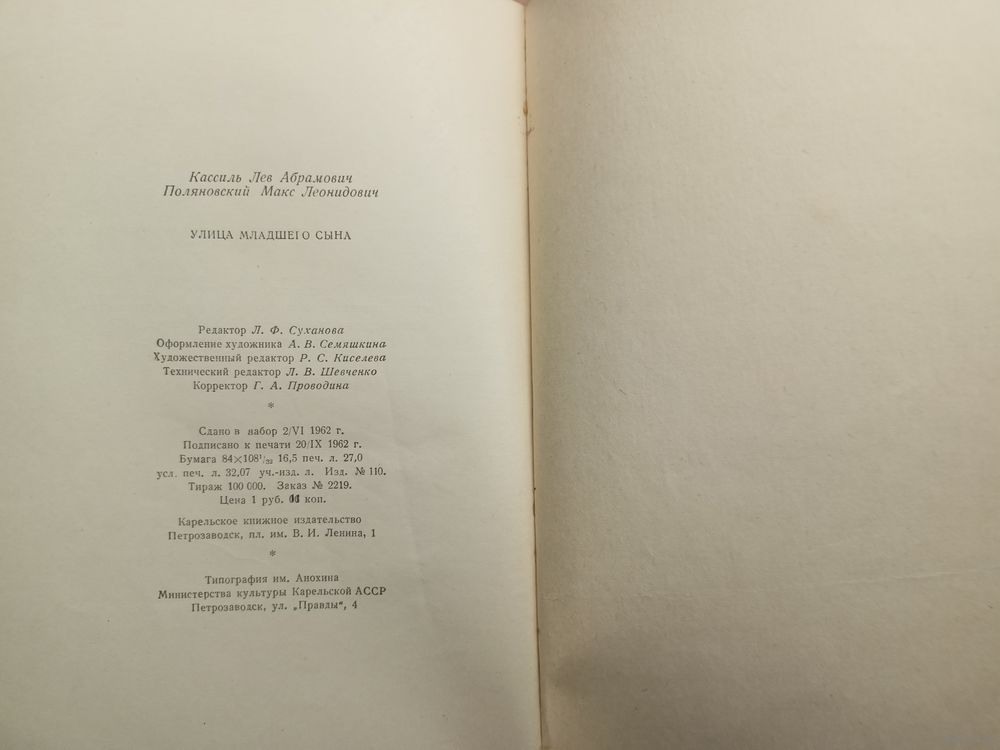 Кассиль Лев Абрамович
Поляновский Макс Леонидович
УЛИЦА МЛАДШЕГО СЫНА
Редактор Л. Ф. Суханова
Оформление художника А. В. Семяшкина
Художественный редактор Р. С. Киселева
Технический редактор Л. В. Шевченко
Корректор Г. А. Проводина
*
Сдано в набор 2/VI 1962 г.
Подписано к печати 20/IX 1962 г.
Бумага 84×108¹/₃₂ 16,5 печ. л. 27,0
усл. печ. л. 32,07 уч.-изд. л. Изд. № 110.
Тираж 100 000. Заказ № 2219.
Цена 1 руб. 11 коп.
Карельское книжное издательство
Петрозаводск, пл. им. В. И. Ленина, 1
*
Типография им. Анохина
Министерства культуры Карельской АССР
Петрозаводск, ул. „Правды“, 4